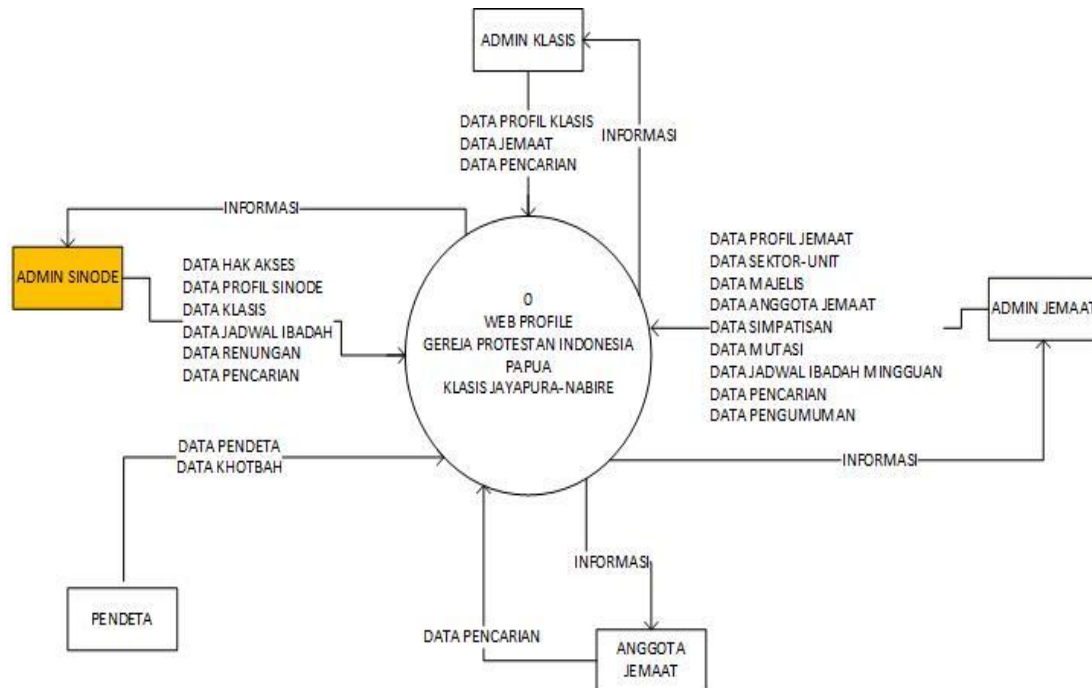 ADMIN KLASIS
DATA PROFIL KLASIS
DATA JEMAAT
DATA PENCARIAN
INFORMASI
INFORMASI
ADMIN SINODE
DATA HAK AKSES
DATA PROFIL SINODE
DATA KLASIS
DATA JADWAL IBADAH
DATA RENUNGAN
DATA PENCARIAN
0
WEB PROFILE
GEREJA PROTESTAN INDONESIA
PAPUA
KLASIS JAYAPURA-NABIRE
DATA PROFIL JEMAAT
DATA SEKTOR-UNIT
DATA MAJELIS
DATA ANGGOTA JEMAAT
DATA SIMPATISAN
DATA MUTASI
DATA JADWAL IBADAH MINGGUAN
DATA PENCARIAN
DATA PENGUMUMAN
ADMIN JEMAAT
INFORMASI
DATA PENDETA
DATA KHOTBAH
PENDETA
INFORMASI
DATA PENCARIAN
ANGGOTA
JEMAAT